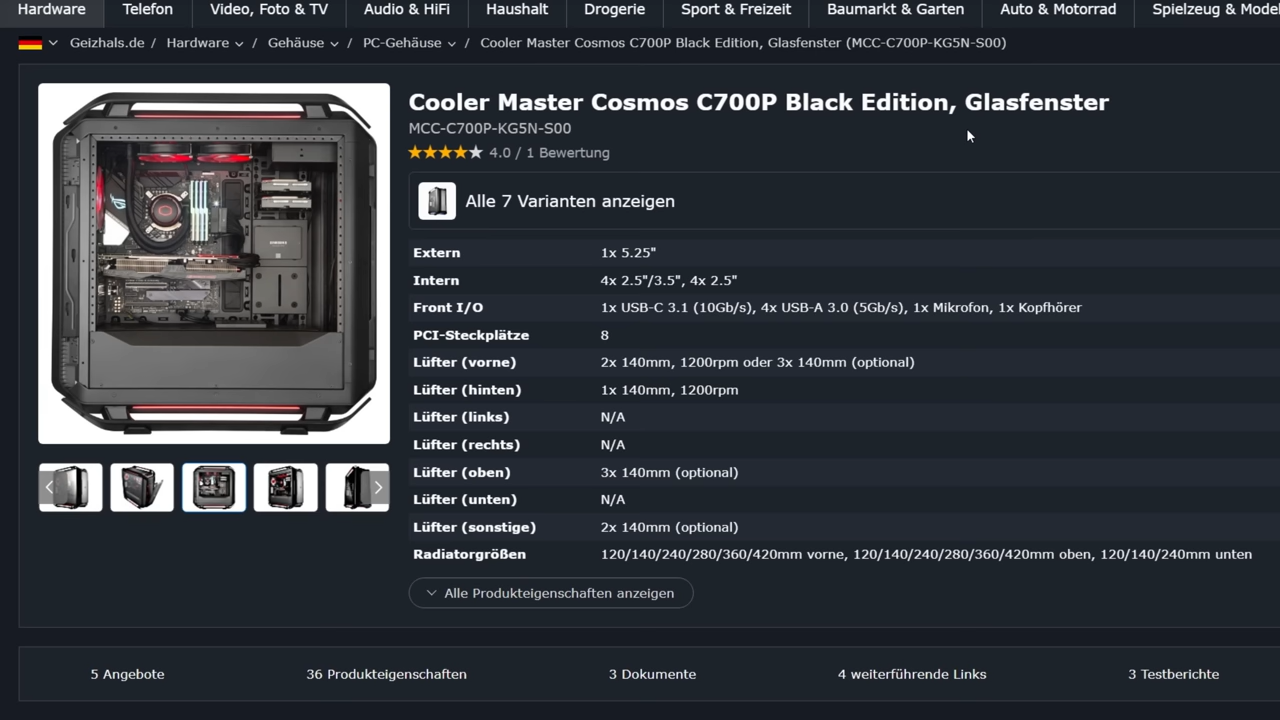 Hardware Telefon Video, Foto & TV Audio & HiFi Haushalt Drogerie Sport & Freizeit Baumarkt & Garten Auto & Motorrad Spielzeug & Model
Geizhals.de / Hardware / Gehäuse / PC-Gehäuse / Cooler Master Cosmos C700P Black Edition, Glasfenster (MCC-C700P-KG5N-S00)
Cooler Master Cosmos C700P Black Edition, Glasfenster
MCC-C700P-KG5N-S00
4.0 / 1 Bewertung
Alle 7 Varianten anzeigen
Extern 1x 5.25"
Intern 4x 2.5"/3.5", 4x 2.5"
Front I/O 1x USB-C 3.1 (10Gb/s), 4x USB-A 3.0 (5Gb/s), 1x Mikrofon, 1x Kopfhörer
PCI-Steckplätze 8
Lüfter (vorne) 2x 140mm, 1200rpm oder 3x 140mm (optional)
Lüfter (hinten) 1x 140mm, 1200rpm
Lüfter (links) N/A
Lüfter (rechts) N/A
Lüfter (oben) 3x 140mm (optional)
Lüfter (unten) N/A
Lüfter (sonstige) 2x 140mm (optional)
Radiatorgrößen 120/140/240/280/360/420mm vorne, 120/140/240/280/360/420mm oben, 120/140/240mm unten
Alle Produkteigenschaften anzeigen
5 Angebote 36 Produkteigenschaften 3 Dokumente 4 weiterführende Links 3 Testberichte